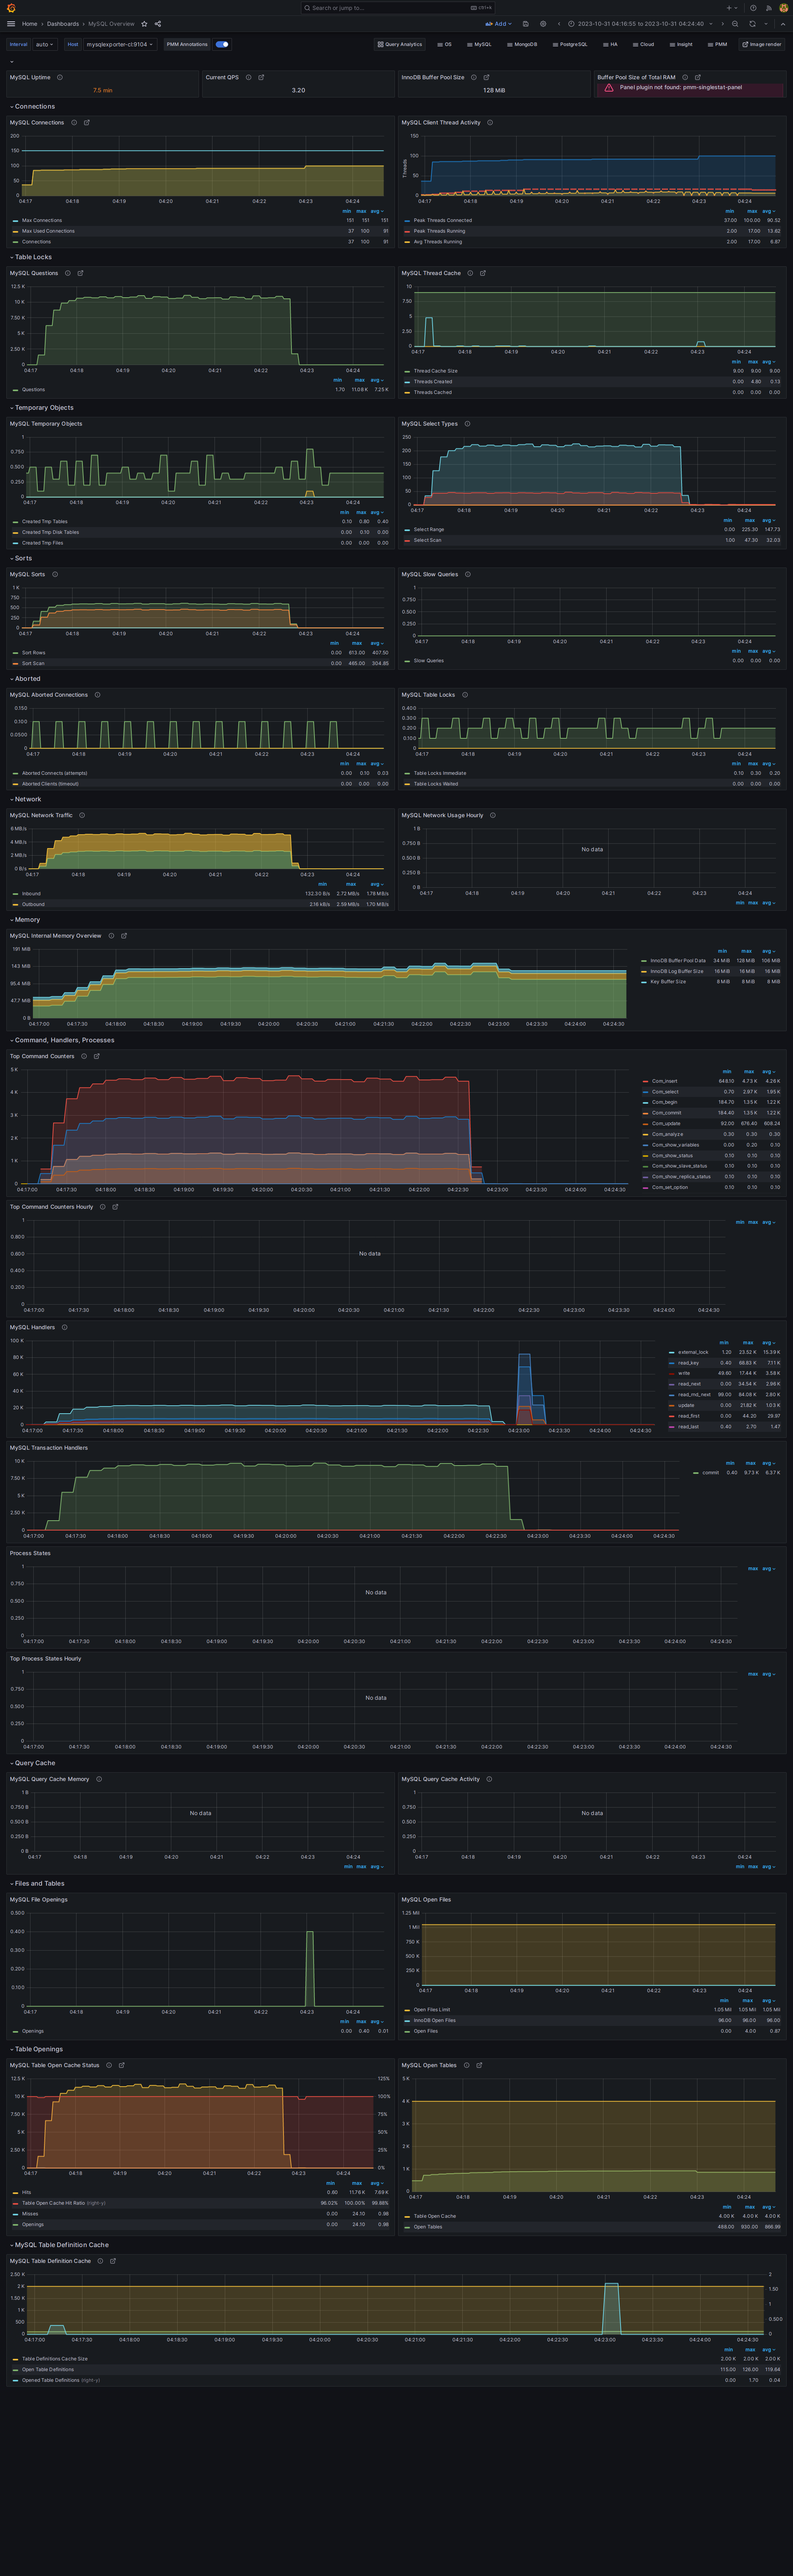 Search or jump to...
ctrl+k
Home > Dashboards > MySQL Overview
Add
2023-10-31 04:16:55 to 2023-10-31 04:24:40
Interval auto Host mysqlexporter-cl:9104 PMM Annotations
Query Analytics OS MySQL MongoDB PostgreSQL HA Cloud Insight PMM Image render
MySQL Uptime
7.5 min
Current QPS
3.20
InnoDB Buffer Pool Size
128 MiB
Buffer Pool Size of Total RAM
Panel plugin not found: pmm-singlestat-panel
Connections
MySQL Connections
200
150
100
50
0
04:17 04:18 04:19 04:20 04:21 04:22 04:23 04:24
min max avg
Max Connections 151 151 151
Max Used Connections 37 100 91
Connections 37 100 91
MySQL Client Thread Activity
Threads
150
100
50
0
04:17 04:18 04:19 04:20 04:21 04:22 04:23 04:24
min max avg
Peak Threads Connected 37.00 100.00 90.52
Peak Threads Running 2.00 17.00 13.62
Avg Threads Running 2.00 17.00 6.87
Table Locks
MySQL Questions
12.5 K
10 K
7.50 K
5 K
2.50 K
0
04:17 04:18 04:19 04:20 04:21 04:22 04:23 04:24
min max avg
Questions 1.70 11.08 K 7.25 K
MySQL Thread Cache
10
7.50
5
2.50
0
04:17 04:18 04:19 04:20 04:21 04:22 04:23 04:24
min max avg
Thread Cache Size 9.00 9.00 9.00
Threads Created 0.00 4.80 0.13
Threads Cached 0.00 0.00 0.00
Temporary Objects
MySQL Temporary Objects
1
0.750
0.500
0.250
0
04:17 04:18 04:19 04:20 04:21 04:22 04:23 04:24
min max avg
Created Tmp Tables 0.10 0.80 0.40
Created Tmp Disk Tables 0.00 0.10 0.00
Created Tmp Files 0.00 0.00 0.00
MySQL Select Types
250
200
150
100
50
0
04:17 04:18 04:19 04:20 04:21 04:22 04:23 04:24
min max avg
Select Range 0.00 225.30 147.73
Select Scan 1.00 47.30 32.03
Sorts
MySQL Sorts
1 K
750
500
250
0
04:17 04:18 04:19 04:20 04:21 04:22 04:23 04:24
min max avg
Sort Rows 0.00 613.00 407.50
Sort Scan 0.00 465.00 304.85
MySQL Slow Queries
1
0.750
0.500
0.250
0
04:17 04:18 04:19 04:20 04:21 04:22 04:23 04:24
min max avg
Slow Queries 0.00 0.00 0.00
Aborted
MySQL Aborted Connections
0.150
0.100
0.0500
0
04:17 04:18 04:19 04:20 04:21 04:22 04:23 04:24
min max avg
Aborted Connects (attempts) 0.00 0.10 0.03
Aborted Clients (timeout) 0.00 0.00 0.00
MySQL Table Locks
0.400
0.300
0.200
0.100
0
04:17 04:18 04:19 04:20 04:21 04:22 04:23 04:24
min max avg
Table Locks Immediate 0.10 0.30 0.20
Table Locks Waited 0.00 0.00 0.00
Network
MySQL Network Traffic
6 MB/s
4 MB/s
2 MB/s
0 B/s
04:17 04:18 04:19 04:20 04:21 04:22 04:23 04:24
min max avg
Inbound 132.30 B/s 2.72 MB/s 1.78 MB/s
Outbound 2.16 kB/s 2.59 MB/s 1.70 MB/s
MySQL Network Usage Hourly
1 B
0.750 B
0.500 B
0.250 B
0 B
No data
04:17 04:18 04:19 04:20 04:21 04:22 04:23 04:24
min max avg
Memory
MySQL Internal Memory Overview
191 MiB
143 MiB
95.4 MiB
47.7 MiB
0 B
04:17:00 04:17:30 04:18:00 04:18:30 04:19:00 04:19:30 04:20:00 04:20:30 04:21:00 04:21:30 04:22:00 04:22:30 04:23:00 04:23:30 04:24:00 04:24:30
min max avg
InnoDB Buffer Pool Data 34 MiB 128 MiB 106 MiB
InnoDB Log Buffer Size 16 MiB 16 MiB 16 MiB
Key Buffer Size 8 MiB 8 MiB 8 MiB
Command, Handlers, Processes
Top Command Counters
5 K
4 K
3 K
2 K
1 K
0
04:17:00 04:17:30 04:18:00 04:18:30 04:19:00 04:19:30 04:20:00 04:20:30 04:21:00 04:21:30 04:22:00 04:22:30 04:23:00 04:23:30 04:24:00 04:24:30
min max avg
Com_insert 648.10 4.73 K 4.26 K
Com_select 0.70 2.97 K 1.95 K
Com_begin 184.70 1.35 K 1.22 K
Com_commit 184.40 1.35 K 1.22 K
Com_update 92.00 676.40 608.24
Com_analyze 0.30 0.30 0.30
Com_show_variables 0.00 0.20 0.10
Com_show_status 0.10 0.10 0.10
Com_show_slave_status 0.10 0.10 0.10
Com_show_replica_status 0.10 0.10 0.10
Com_set_option 0.10 0.10 0.10
Top Command Counters Hourly
1
0.800
0.600
0.400
0.200
0
No data
04:17:00 04:17:30 04:18:00 04:18:30 04:19:00 04:19:30 04:20:00 04:20:30 04:21:00 04:21:30 04:22:00 04:22:30 04:23:00 04:23:30 04:24:00 04:24:30
min max avg
MySQL Handlers
100 K
80 K
60 K
40 K
20 K
0
04:17:00 04:17:30 04:18:00 04:18:30 04:19:00 04:19:30 04:20:00 04:20:30 04:21:00 04:21:30 04:22:00 04:22:30 04:23:00 04:23:30 04:24:00 04:24:30
min max avg
external_lock 1.20 23.52 K 15.39 K
read_key 0.40 68.83 K 7.11 K
write 49.60 17.44 K 3.58 K
read_next 0.00 34.54 K 2.96 K
read_rnd_next 99.00 84.08 K 2.80 K
update 0.00 21.82 K 1.03 K
read_first 0.00 44.20 29.97
read_last 0.40 2.70 1.47
MySQL Transaction Handlers
10 K
7.50 K
5 K
2.50 K
0
04:17:00 04:17:30 04:18:00 04:18:30 04:19:00 04:19:30 04:20:00 04:20:30 04:21:00 04:21:30 04:22:00 04:22:30 04:23:00 04:23:30 04:24:00 04:24:30
min max avg
commit 0.40 9.73 K 6.37 K
Process States
1
0.750
0.500
0.250
0
No data
04:17:00 04:17:30 04:18:00 04:18:30 04:19:00 04:19:30 04:20:00 04:20:30 04:21:00 04:21:30 04:22:00 04:22:30 04:23:00 04:23:30 04:24:00 04:24:30
max avg
Top Process States Hourly
1
0.750
0.500
0.250
0
No data
04:17:00 04:17:30 04:18:00 04:18:30 04:19:00 04:19:30 04:20:00 04:20:30 04:21:00 04:21:30 04:22:00 04:22:30 04:23:00 04:23:30 04:24:00 04:24:30
max avg
Query Cache
MySQL Query Cache Memory
1 B
0.750 B
0.500 B
0.250 B
0 B
No data
04:17 04:18 04:19 04:20 04:21 04:22 04:23 04:24
min max avg
MySQL Query Cache Activity
1
0.750
0.500
0.250
0
No data
04:17 04:18 04:19 04:20 04:21 04:22 04:23 04:24
min max avg
Files and Tables
MySQL File Openings
0.500
0.400
0.300
0.200
0.100
0
04:17 04:18 04:19 04:20 04:21 04:22 04:23 04:24
min max avg
Openings 0.00 0.40 0.01
MySQL Open Files
1.25 Mil
1 Mil
750 K
500 K
250 K
0
04:17 04:18 04:19 04:20 04:21 04:22 04:23 04:24
min max avg
Open Files Limit 1.05 Mil 1.05 Mil 1.05 Mil
InnoDB Open Files 96.00 96.00 96.00
Open Files 0.00 4.00 0.87
Table Openings
MySQL Table Open Cache Status
12.5 K
10 K
7.50 K
5 K
2.50 K
0
125%
100%
75%
50%
25%
0%
04:17 04:18 04:19 04:20 04:21 04:22 04:23 04:24
min max avg
Hits 0.60 11.76 K 7.69 K
Table Open Cache Hit Ratio (right-y) 96.02% 100.00% 99.86%
Misses 0.00 24.10 0.98
Openings 0.00 24.10 0.98
MySQL Open Tables
5 K
4 K
3 K
2 K
1 K
0
04:17 04:18 04:19 04:20 04:21 04:22 04:23 04:24
min max avg
Table Open Cache 4.00 K 4.00 K 4.00 K
Open Tables 488.00 930.00 866.99
MySQL Table Definition Cache
MySQL Table Definition Cache
2.50 K
2 K
1.50 K
1 K
500
0
2
1.50
1
0.500
0
04:17:00 04:17:30 04:18:00 04:18:30 04:19:00 04:19:30 04:20:00 04:20:30 04:21:00 04:21:30 04:22:00 04:22:30 04:23:00 04:23:30 04:24:00 04:24:30
min max avg
Table Definitions Cache Size 2.00 K 2.00 K 2.00 K
Open Table Definitions 115.00 126.00 119.64
Opened Table Definitions (right-y) 0.00 1.70 0.04